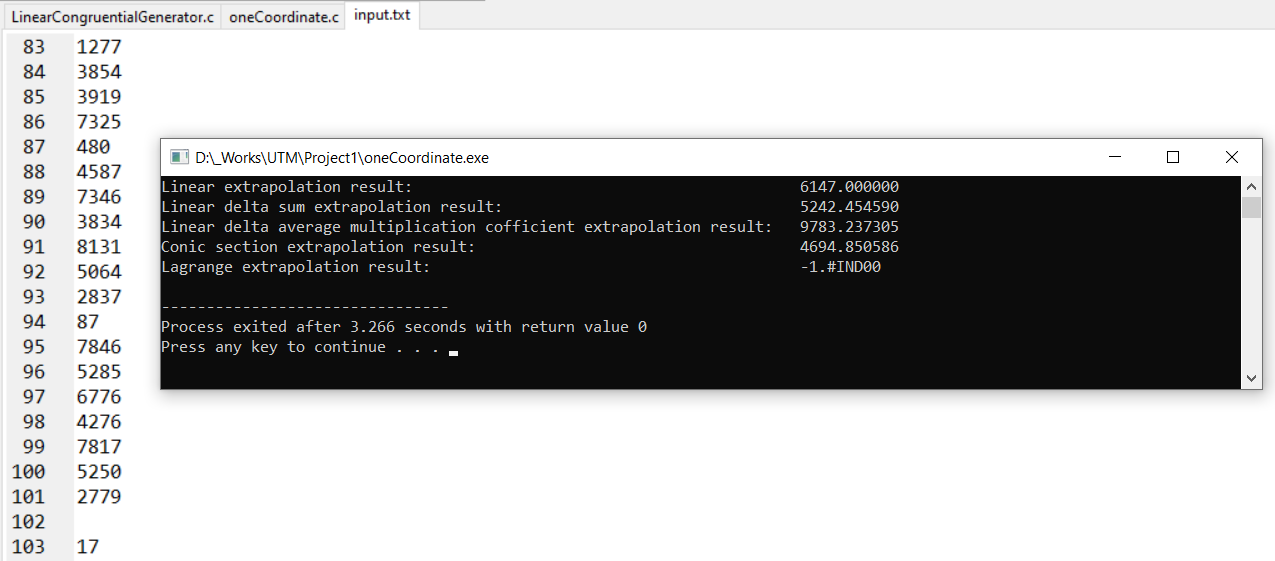 LinearCongruentialGenerator.c oneCoordinate.c input.txt
83 1277
84 3854
85 3919
86 7325
87 480
88 4587
89 7346
90 3834
91 8131
92 5064
93 2837
94 87
95 7846
96 5285
97 6776
98 4276
99 7817
100 5250
101 2779
102
103 17
D:\_Works\UTM\Project1\oneCoordinate.exe
Linear extrapolation result: 6147.000000
Linear delta sum extrapolation result: 5242.454590
Linear delta average multiplication cofficient extrapolation result: 9783.237305
Conic section extrapolation result: 4694.850586
Lagrange extrapolation result: -1.#IND00
--------------------------------
Process exited after 3.266 seconds with return value 0
Press any key to continue . . .